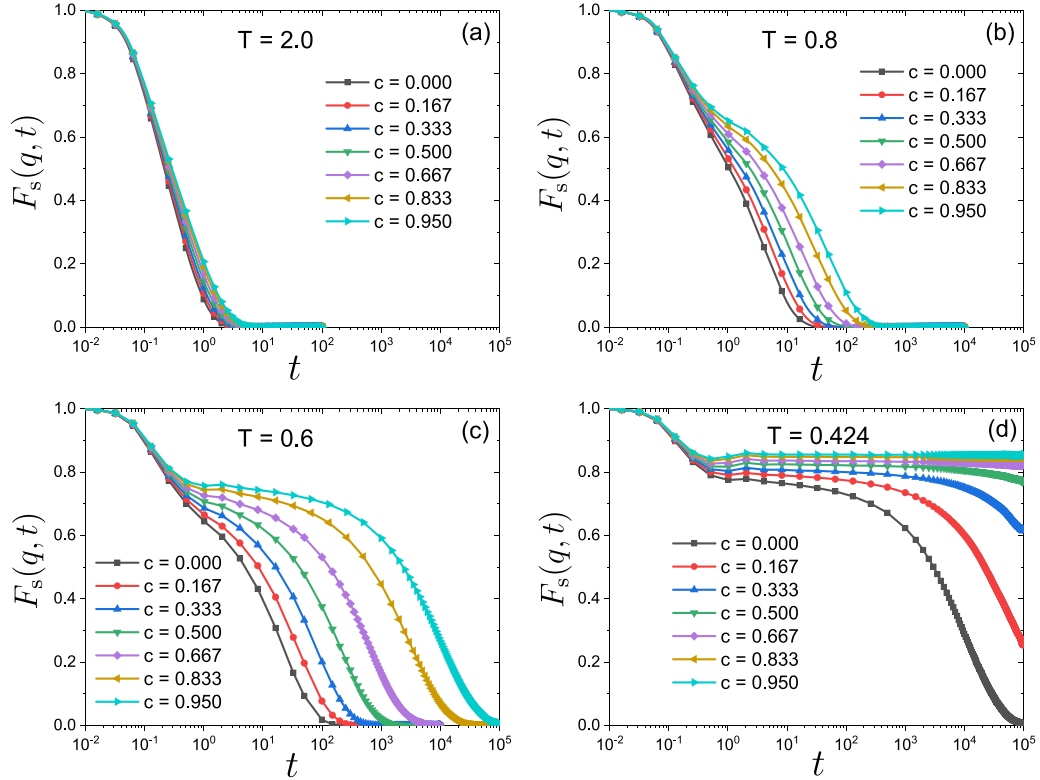 (a)
T = 2.0
c = 0.000
c = 0.167
c = 0.333
c = 0.500
c = 0.667
c = 0.833
c = 0.950
F_s(q, t)
1.0
0.8
0.6
0.4
0.2
0.0
10^-2 10^-1 10^0 10^1 10^2 10^3 10^4 10^5
t
(b)
T = 0.8
c = 0.000
c = 0.167
c = 0.333
c = 0.500
c = 0.667
c = 0.833
c = 0.950
F_s(q, t)
1.0
0.8
0.6
0.4
0.2
0.0
10^-2 10^-1 10^0 10^1 10^2 10^3 10^4 10^5
t
(c)
T = 0.6
c = 0.000
c = 0.167
c = 0.333
c = 0.500
c = 0.667
c = 0.833
c = 0.950
F_s(q, t)
1.0
0.8
0.6
0.4
0.2
0.0
10^-2 10^-1 10^0 10^1 10^2 10^3 10^4 10^5
t
(d)
T = 0.424
c = 0.000
c = 0.167
c = 0.333
c = 0.500
c = 0.667
c = 0.833
c = 0.950
F_s(q, t)
1.0
0.8
0.6
0.4
0.2
0.0
10^-2 10^-1 10^0 10^1 10^2 10^3 10^4 10^5
t